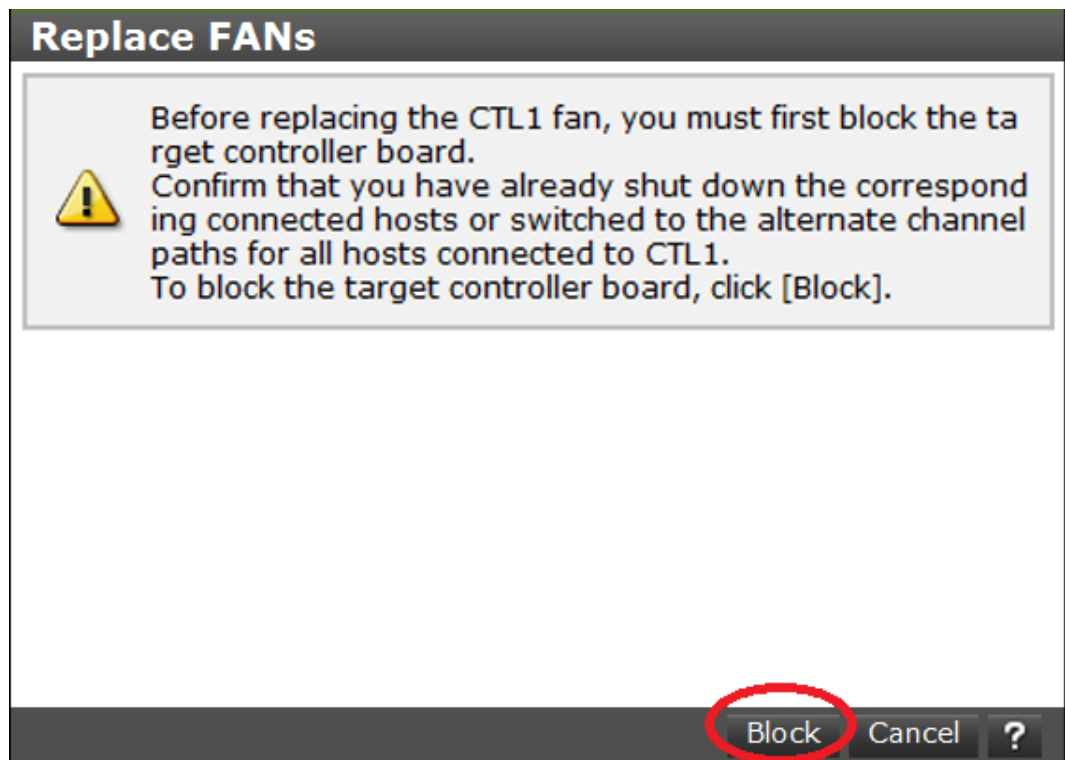 Replace FANs
Before replacing the CTL1 fan, you must first block the ta
rget controller board.
Confirm that you have already shut down the correspond
ing connected hosts or switched to the alternate channel
paths for all hosts connected to CTL1.
To block the target controller board, click [Block].
Block Cancel ?